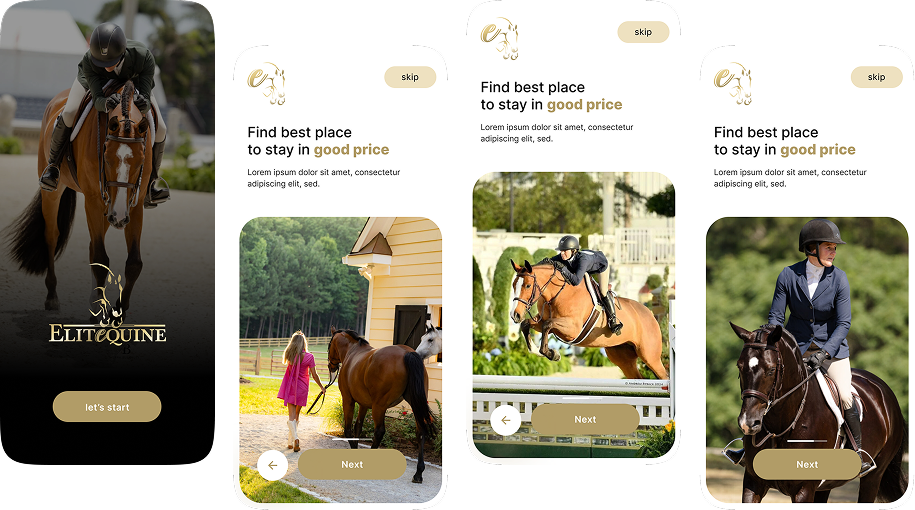 ELITEQUINE
let's start
e
skip
Find best place
to stay in good price
Lorem ipsum dolor sit amet, consectetur
adipiscing elit, sed.
Next
e
skip
Find best place
to stay in good price
Lorem ipsum dolor sit amet, consectetur
adipiscing elit, sed.
Next
e
skip
Find best place
to stay in good price
Lorem ipsum dolor sit amet, consectetur
adipiscing elit, sed.
Next